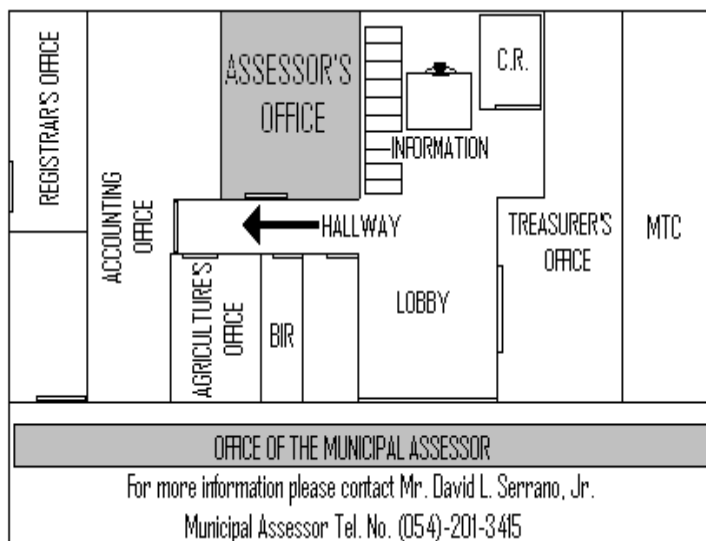 REGISTRAR'S OFFICE
ACCOUNTING
OFFICE
ASSESSOR'S
OFFICE
C.R.
INFORMATION
HALLWAY
TREASURER'S
OFFICE
MTC
AGRICULTURE'S
OFFICE
BIR
LOBBY
OFFICE OF THE MUNICIPAL ASSESSOR
For more information please contact Mr. David L. Serrano, Jr.
Municipal Assessor Tel. No. (054)-201-3415